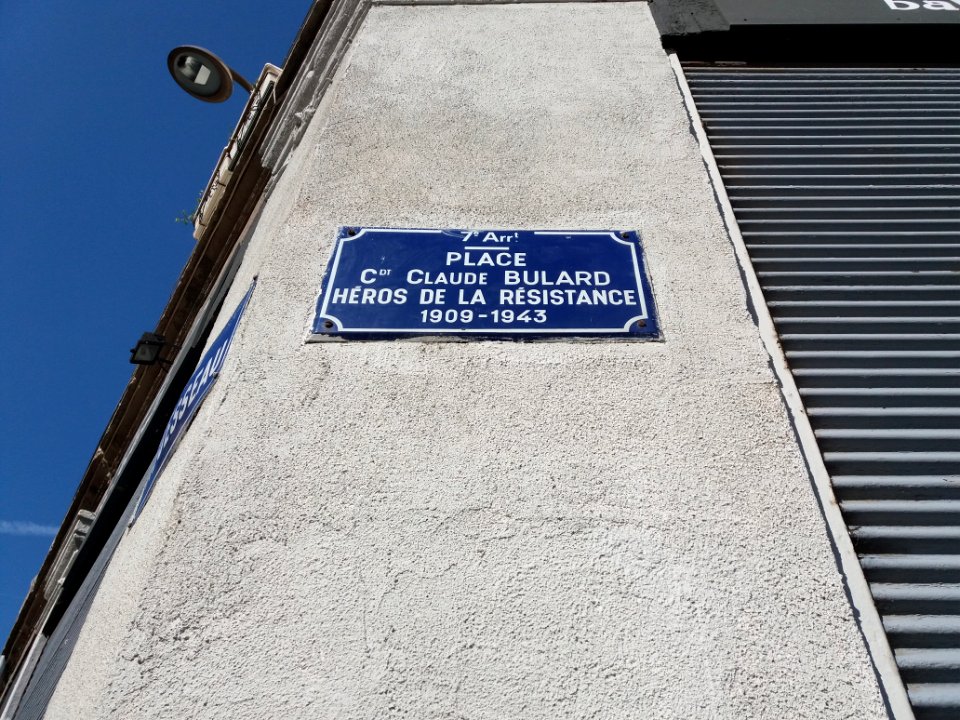 7e Arrt
PLACE
CDT CLAUDE BULARD
HÉROS DE LA RÉSISTANCE
1909-1943